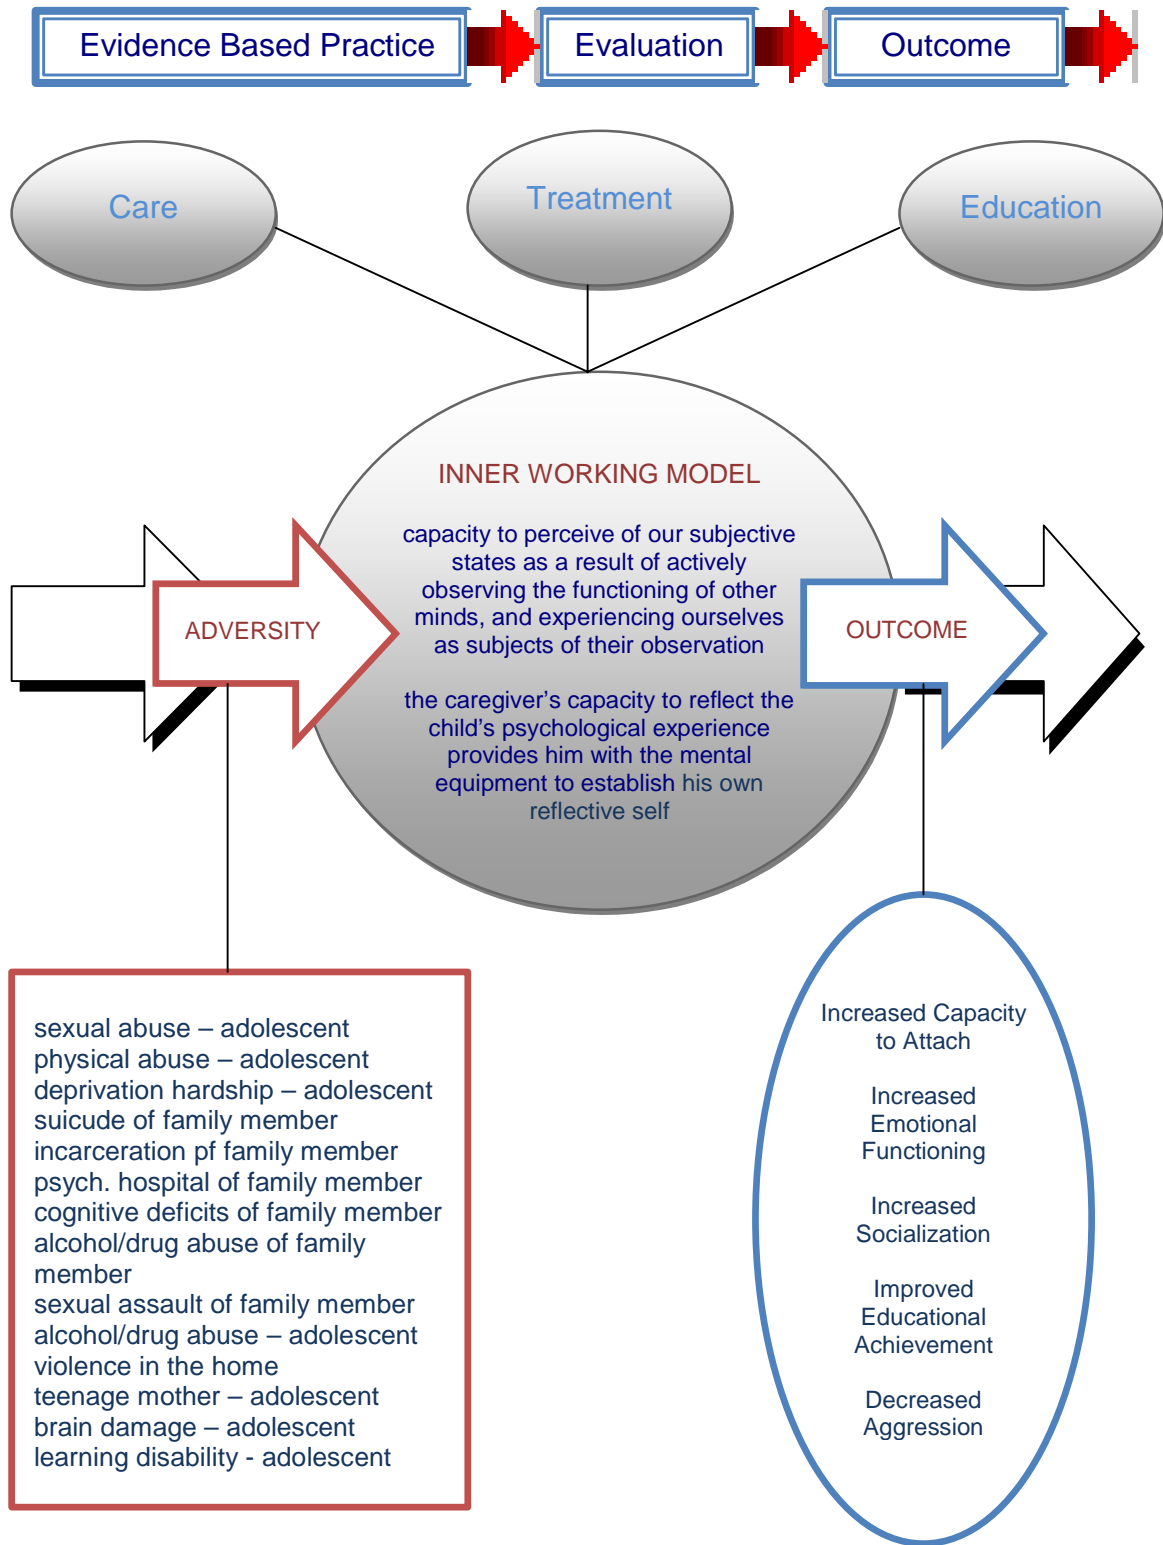 Evidence Based Practice
Evaluation
Outcome
Care
Treatment
Education
INNER WORKING MODEL
capacity to perceive of our subjective
states as a result of actively
observing the functioning of other
minds, and experiencing ourselves
as subjects of their observation
the caregiver's capacity to reflect the
child's psychological experience
provides him with the mental
equipment to establish his own
reflective self
ADVERSITY
OUTCOME
sexual abuse – adolescent
physical abuse – adolescent
deprivation hardship – adolescent
suicude of family member
incarceration pf family member
psych. hospital of family member
cognitive deficits of family member
alcohol/drug abuse of family
member
sexual assault of family member
alcohol/drug abuse – adolescent
violence in the home
teenage mother – adolescent
brain damage – adolescent
learning disability - adolescent
Increased Capacity
to Attach
Increased
Emotional
Functioning
Increased
Socialization
Improved
Educational
Achievement
Decreased
Aggression